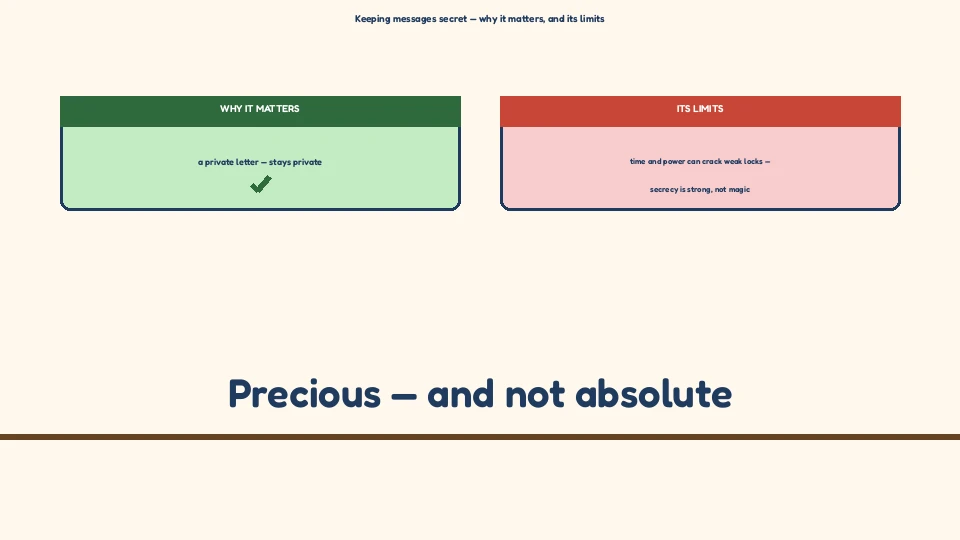 Keeping messages secret — why it matters, and its limits
WHY IT MATTERS
a private letter — stays private
ITS LIMITS
time and power can crack weak locks —
secrecy is strong, not magic
Precious — and not absolute